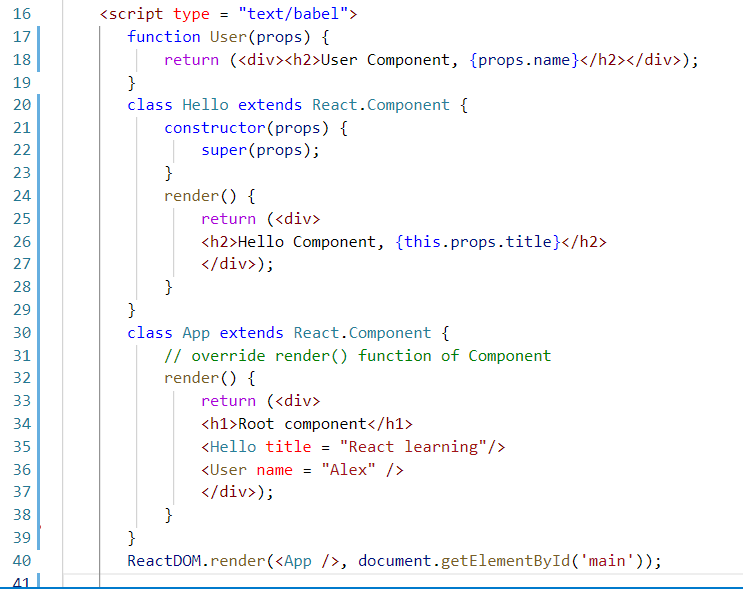 16 <script type = "text/babel">
17 function User(props) {
18 return (<div><h2>User Component, {props.name}</h2></div>);
19 }
20 class Hello extends React.Component {
21 constructor(props) {
22 super(props);
23 }
24 render() {
25 return (<div>
26 <h2>Hello Component, {this.props.title}</h2>
27 </div>);
28 }
29 }
30 class App extends React.Component {
31 // override render() function of Component
32 render() {
33 return (<div>
34 <h1>Root component</h1>
35 <Hello title = "React learning"/>
36 <User name = "Alex" />
37 </div>);
38 }
39 }
40 ReactDOM.render(<App />, document.getElementById('main'));
41